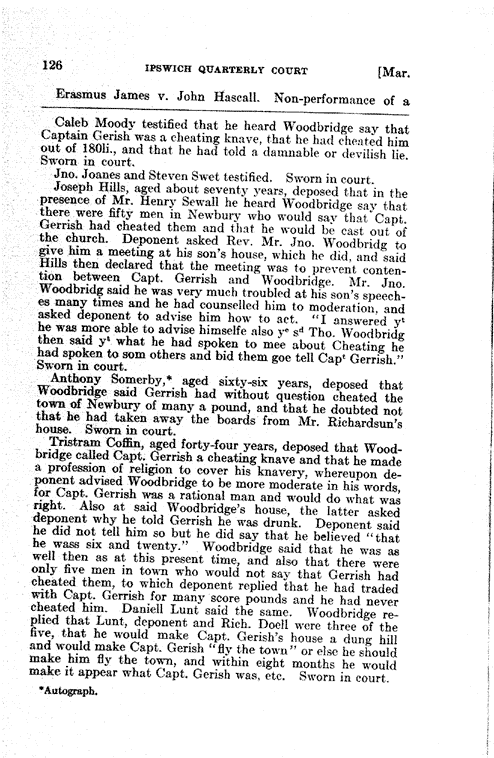 126 IPSWICH QUARTERLY COURT [Mar.
Erasmus James v. John Hascall. Non-performance of a
Caleb Moody testified that he heard Woodbridge say that
Captain Gerish was a cheating knave, that he had cheated him
out of 180li., and that he had told a damnable or devilish lie.
Sworn in court.
Jno. Joanes and Steven Swet testified. Sworn in court.
Joseph Hills, aged about seventy years, deposed that in the
presence of Mr. Henry Sewall he heard Woodbridge say that
there were fifty men in Newbury who would say that Capt.
Gerrish had cheated them and that he would be cast out of
the church. Deponent asked Rev. Mr. Jno. Woodbridg to
give him a meeting at his son's house, which he did, and said
Hills then declared that the meeting was to prevent conten-
tion between Capt. Gerrish and Woodbridge. Mr. Jno.
Woodbridg said he was very much troubled at his son's speech-
es many times and he had counselled him to moderation, and
asked deponent to advise him how to act. "I answered yᵗ
he was more able to advise himselfe also yᵉ sᵈ Tho. Woodbridg
then said yᵗ what he had spoken to mee about Cheating he
had spoken to som others and bid them goe tell Capᵗ Gerrish."
Sworn in court.
Anthony Somerby,* aged sixty-six years, deposed that
Woodbridge said Gerrish had without question cheated the
town of Newbury of many a pound, and that he doubted not
that he had taken away the boards from Mr. Richardsun's
house. Sworn in court.
Tristram Coffin, aged forty-four years, deposed that Wood-
bridge called Capt. Gerrish a cheating knave and that he made
a profession of religion to cover his knavery, whereupon de-
ponent advised Woodbridge to be more moderate in his words,
for Capt. Gerrish was a rational man and would do what was
right. Also at said Woodbridge's house, the latter asked
deponent why he told Gerrish he was drunk. Deponent said
he did not tell him so but he did say that he believed "that
he wass six and twenty." Woodbridge said that he was as
well then as at this present time, and also that there were
only five men in town who would not say that Gerrish had
cheated them, to which deponent replied that he had traded
with Capt. Gerrish for many score pounds and he had never
cheated him. Daniell Lunt said the same. Woodbridge re-
plied that Lunt, deponent and Rich. Doell were three of the
five, that he would make Capt. Gerish's house a dung hill
and would make Capt. Gerish "fly the town" or else he should
make him fly the town, and within eight months he would
make it appear what Capt. Gerish was, etc. Sworn in court.
*Autograph.